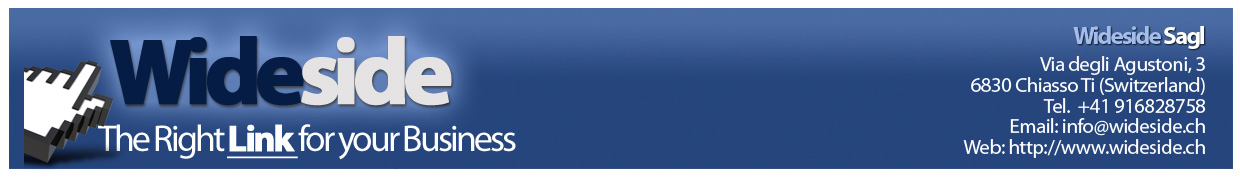 Wideside
The Right Link for your Business
Wideside Sagl
Via degli Agustoni, 3
6830 Chiasso Ti (Switzerland)
Tel. +41 916828758
Email: info@wideside.ch
Web: http://www.wideside.ch